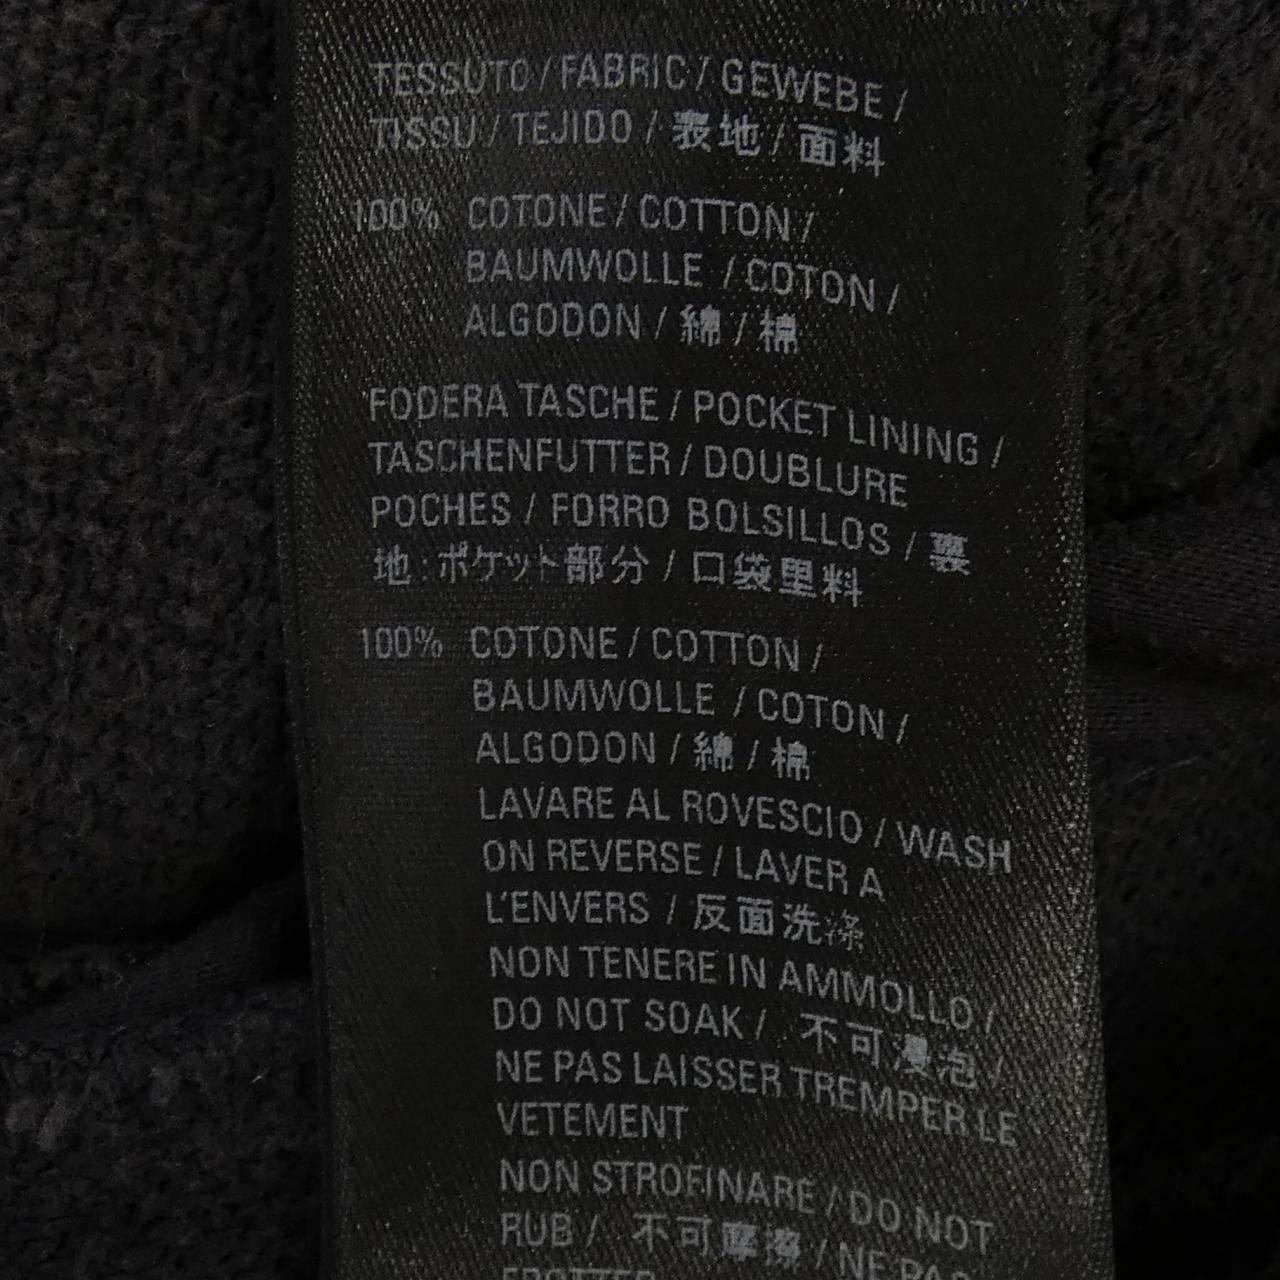 TESSUTO / FABRIC / GEWEBE /
TISSU / TEJIDO / 表地 / 面料
100% COTONE / COTTON /
BAUMWOLLE / COTON /
ALGODON / 綿 / 棉
FODERA TASCHE / POCKET LINING /
TASCHENFUTTER / DOUBLURE
POCHES / FORRO BOLSILLOS / 裏
地:ポケット部分 / 口袋里料
100% COTONE / COTTON /
BAUMWOLLE / COTON /
ALGODON / 綿 / 棉
LAVARE AL ROVESCIO / WASH
ON REVERSE / LAVER A
L'ENVERS / 反面洗涤
NON TENERE IN AMMOLLO /
DO NOT SOAK / 不可浸泡 /
NE PAS LAISSER TREMPER LE
VETEMENT
NON STROFINARE / DO NOT
RUB / 不可摩擦 / NE PAS
FROTTER